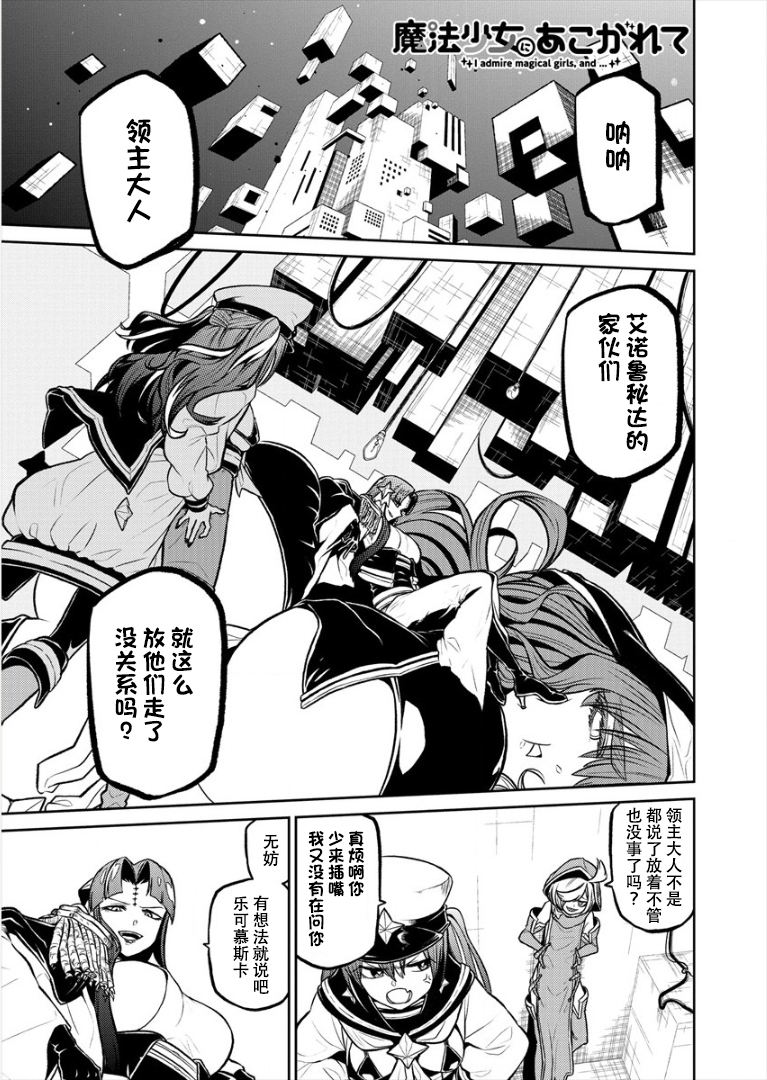 魔法少女にあこがれて
I admire magical girls, and ...
呐呐
领主大人
艾诺鲁秘达的
家伙们
就这么
放他们走了
没关系吗？
领主大人不是
都说了放着不管
也没事了吗？
真烦啊你
少来插嘴
我又没有在问你
无妨
有想法就说吧
乐可慕斯卡